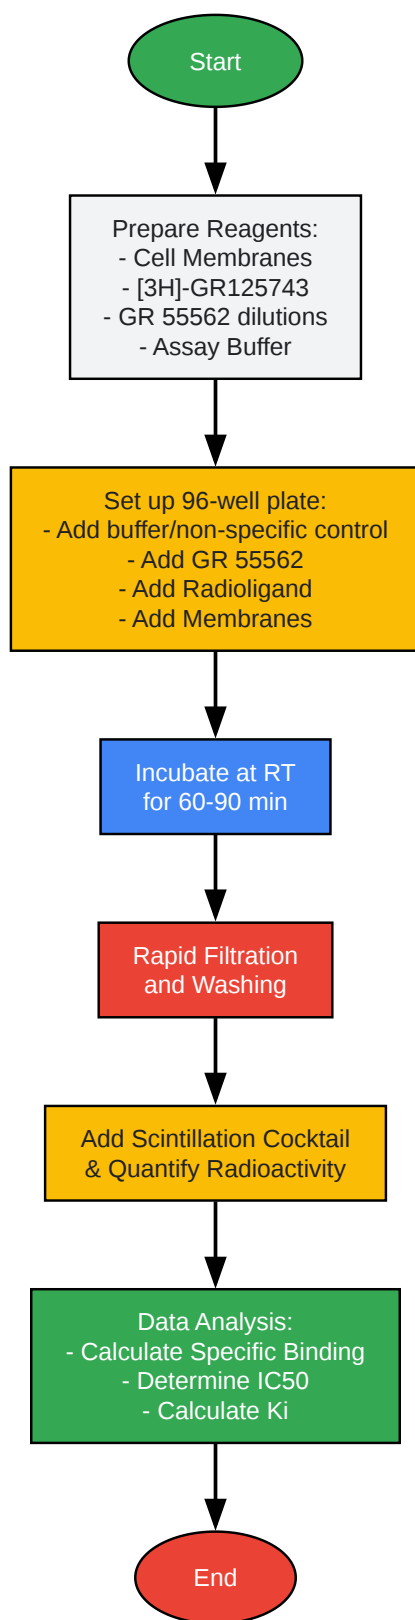 Start
Prepare Reagents:
- Cell Membranes
- [3H]-GR125743
- GR 55562 dilutions
- Assay Buffer
Set up 96-well plate:
- Add buffer/non-specific control
- Add GR 55562
- Add Radioligand
- Add Membranes
Incubate at RT
for 60-90 min
Rapid Filtration
and Washing
Add Scintillation Cocktail
& Quantify Radioactivity
Data Analysis:
- Calculate Specific Binding
- Determine IC50
- Calculate Ki
End